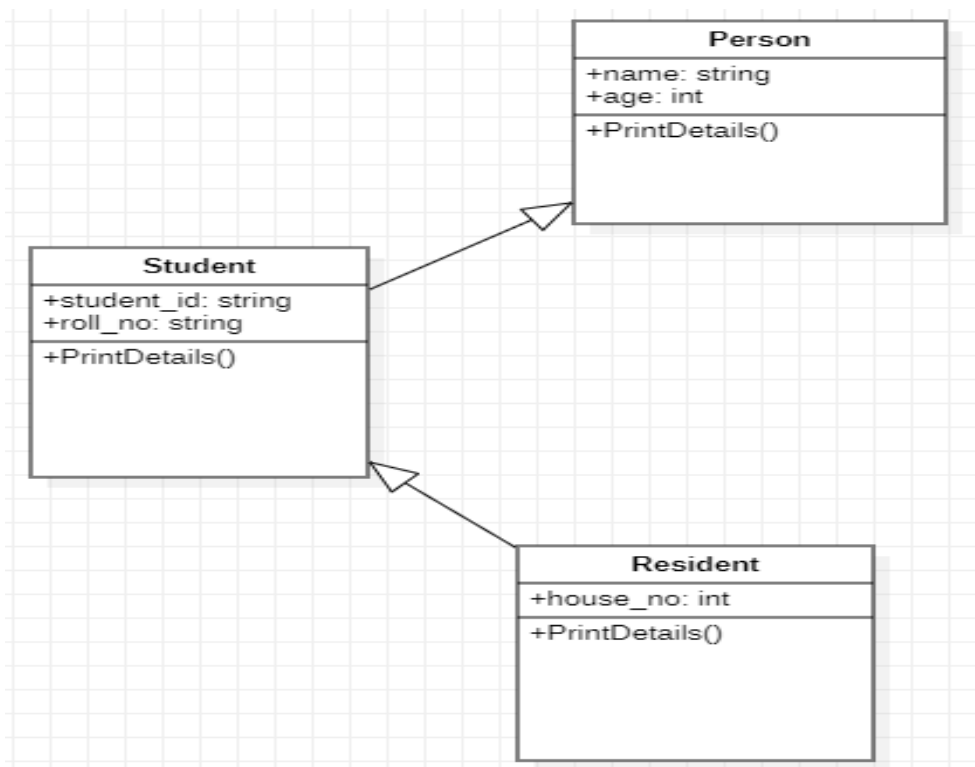 Person
+name: string
+age: int
+PrintDetails()
Student
+student_id: string
+roll_no: string
+PrintDetails()
Resident
+house_no: int
+PrintDetails()